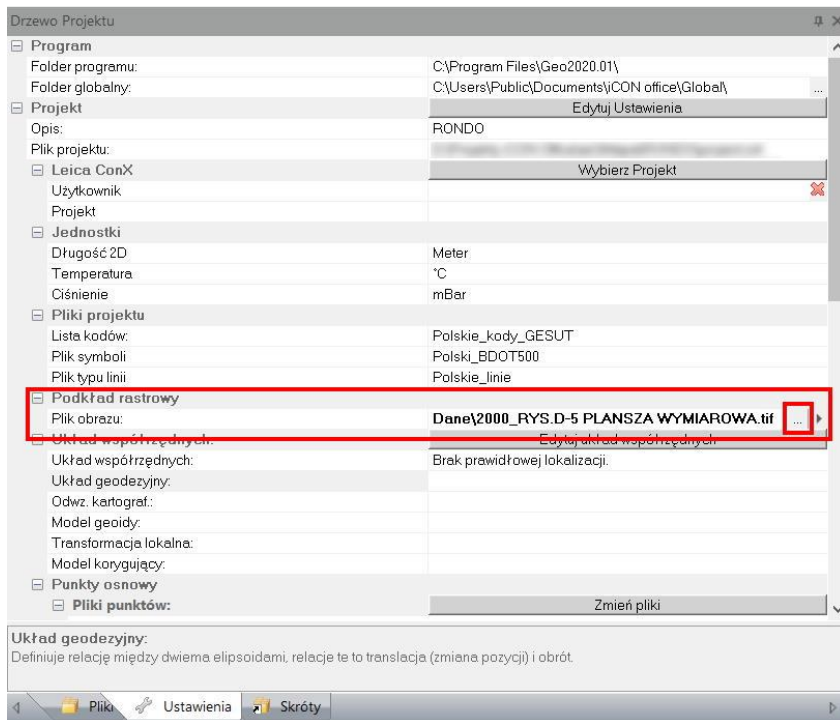 Drzewo Projektu
Program
Folder programu: C:\Program Files\Geo2020.01\
Folder globalny: C:\Users\Public\Documents\iCON office\Global\ ...
Projekt Edytuj Ustawienia
Opis: RONDO
Plik projektu:
Leica ConX Wybierz Projekt
Użytkownik
Projekt
Jednostki
Długość 2D Meter
Temperatura °C
Ciśnienie mBar
Pliki projektu
Lista kodów: Polskie_kody_GESUT
Plik symboli Polski_BDOT500
Plik typu linii Polskie_linie
Podkład rastrowy
Plik obrazu: Dane\2000_RYS.D-5 PLANSZA WYMIAROWA.tif ...
Układ współrzędnych: Edytuj układ współrzędnych
Układ współrzędnych: Brak prawidłowej lokalizacji.
Układ geodezyjny:
Odwz. kartograf.:
Model geoidy:
Transformacja lokalna:
Model korygujący:
Punkty osnowy
Pliki punktów: Zmień pliki
Układ geodezyjny:
Definiuje relację między dwiema elipsoidami, relacje te to translacja (zmiana pozycji) i obrót.
Pliki Ustawienia Skróty